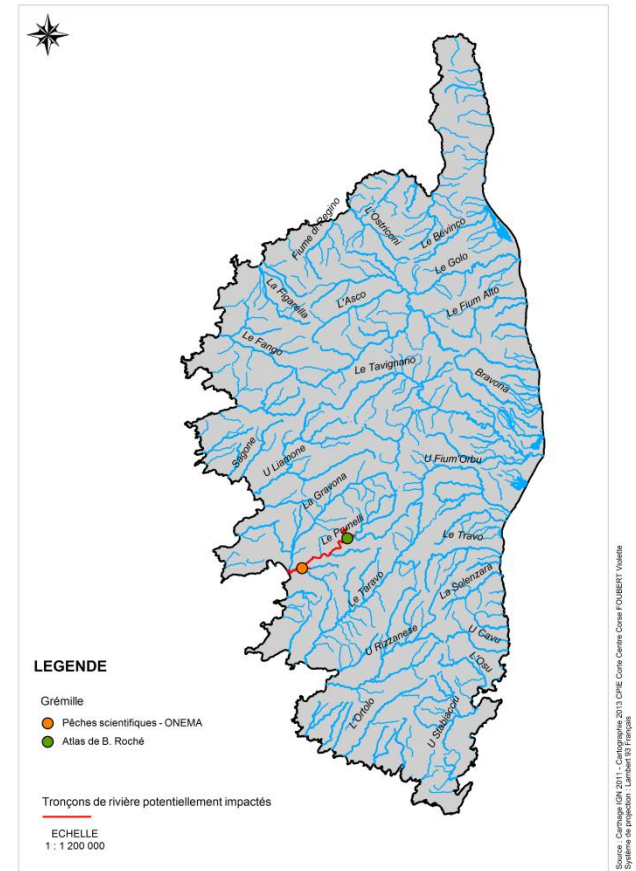 Fiume di Regino
L'Ostriconi
Le Bevinco
Le Golo
La Figarella
L'Asco
Le Fium Alto
Le Fango
Le Tavignano
Bravona
Sagone
U Liamone
U Fium'Orbu
La Gravona
Le Prunelli
Le Travo
Le Taravo
La Solenzara
U Rizzanese
U Cavu
L'Osu
L'Ortolo
U Stabiacciu
LEGENDE
Grémille
Pêches scientifiques - ONEMA
Atlas de B. Roché
Tronçons de rivière potentiellement impactés
ECHELLE
1 : 1 200 000
Source : Carthage IGN 2011 - Cartographie 2013 CPIE Corte Centre Corse FOUBERT Violette
Système de projection : Lambert 93 Français